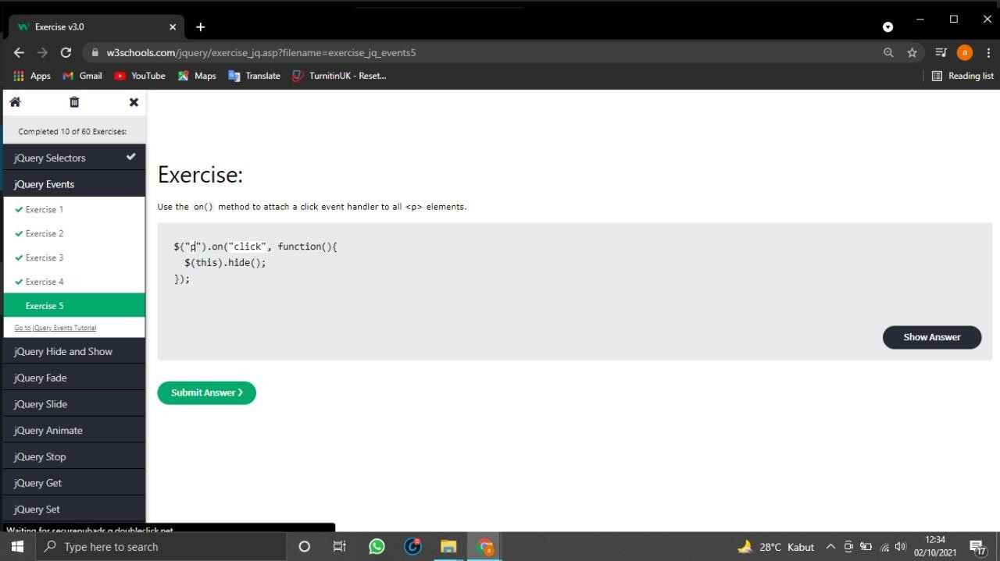 Exercise v3.0
w3schools.com/jquery/exercise_jq.asp?filename=exercise_jq_events5
Apps Gmail YouTube Maps Translate TurnitinUK - Reset... Reading list
Completed 10 of 60 Exercises:
jQuery Selectors
jQuery Events
Exercise 1
Exercise 2
Exercise 3
Exercise 4
Exercise 5
Go to jQuery Events Tutorial
jQuery Hide and Show
jQuery Fade
jQuery Slide
jQuery Animate
jQuery Stop
jQuery Get
jQuery Set
Exercise:
Use the on() method to attach a click event handler to all <p> elements.
$("p").on("click", function(){
$(this).hide();
});
Show Answer
Submit Answer ❯
Waiting for securepubads.g.doubleclick.net
Type here to search
28°C Kabut
12:34
02/10/2021
17
a